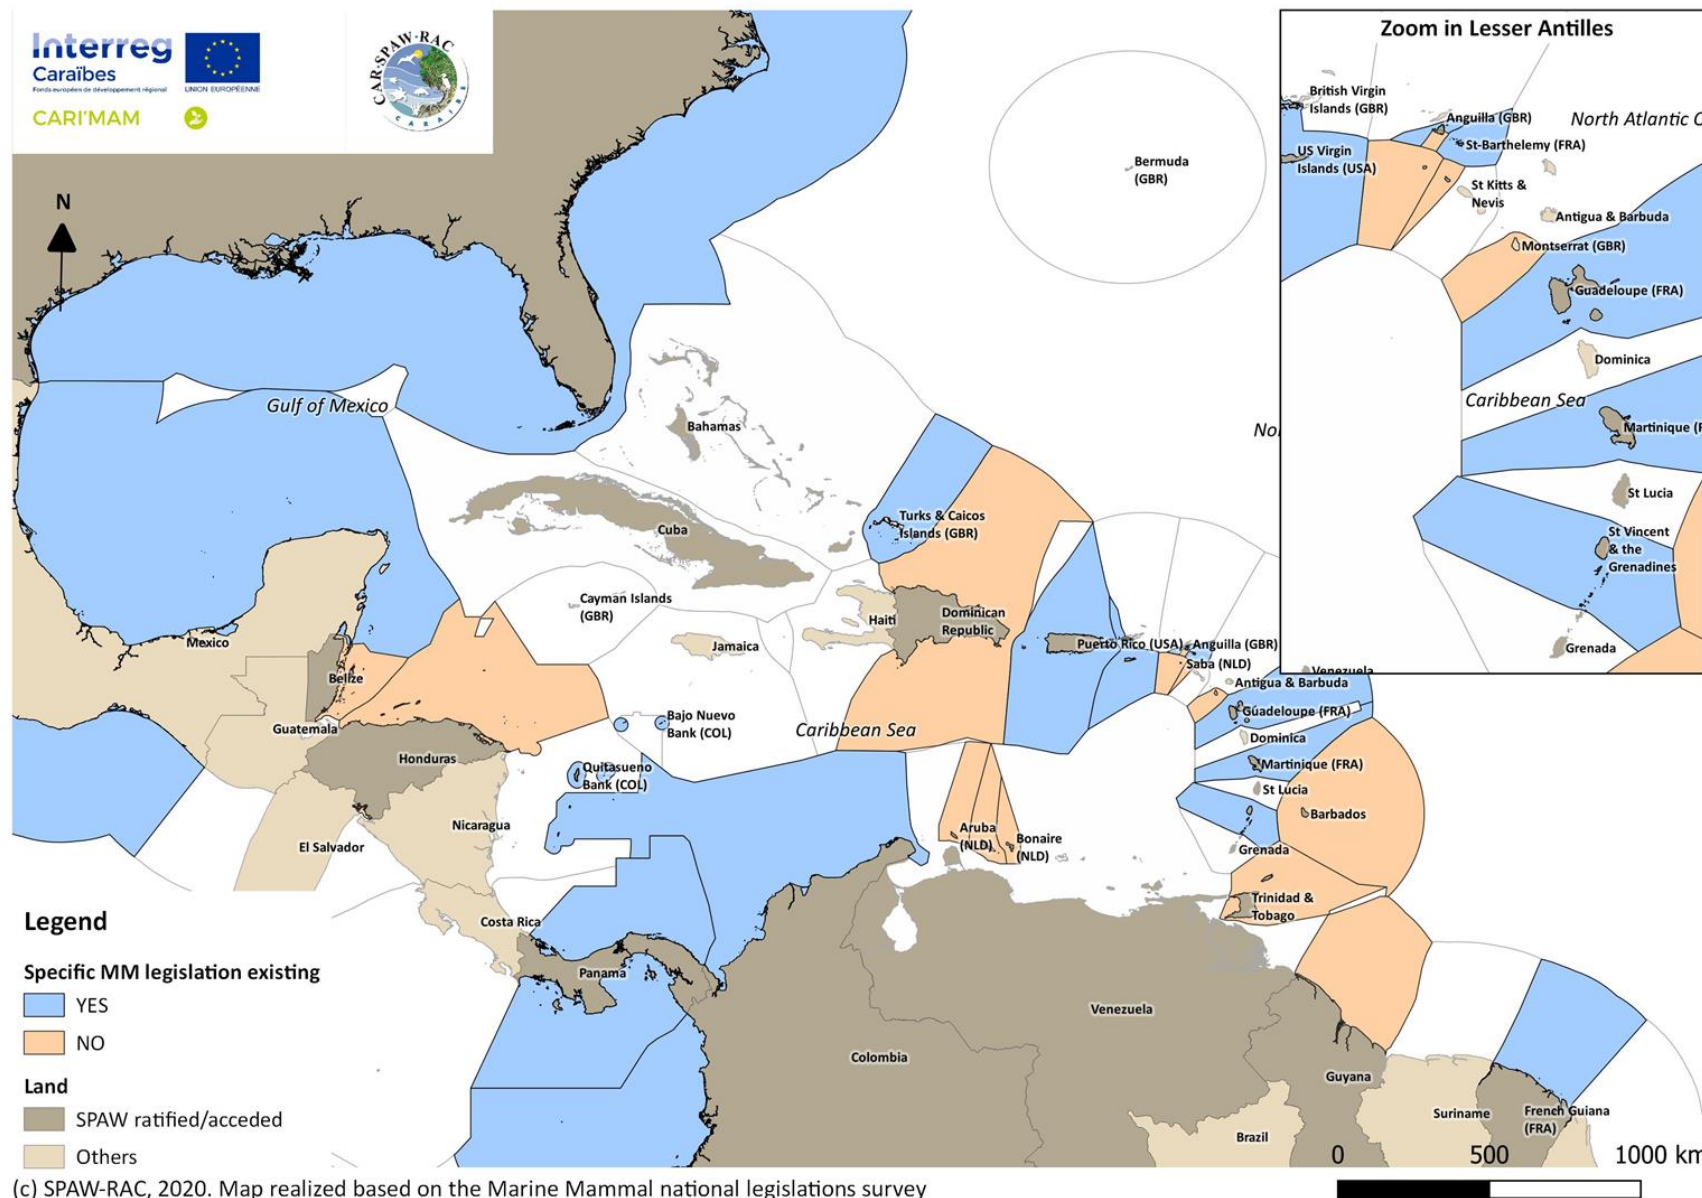 Interreg
Caraïbes
Fonds européen de développement régional
UNION EUROPÉENNE
CARI'MAM
CAR-SPAW-RAC
CARAIBE
N
Zoom in Lesser Antilles
British Virgin
Islands (GBR)
Anguilla (GBR)
North Atlantic O
St-Barthelemy (FRA)
US Virgin
Islands (USA)
St Kitts &
Nevis
Antigua & Barbuda
Montserrat (GBR)
Guadeloupe (FRA)
Dominica
Caribbean Sea
Martinique (F
St Lucia
St Vincent
& the
Grenadines
Grenada
Venezuela
Bermuda
(GBR)
Gulf of Mexico
Bahamas
No
Cuba
Turks & Caicos
Islands (GBR)
Cayman Islands
(GBR)
Haiti
Dominican
Republic
Jamaica
Mexico
Puerto Rico (USA)
Anguilla (GBR)
Saba (NLD)
Antigua & Barbuda
Belize
Guadeloupe (FRA)
Guatemala
Bajo Nuevo
Bank (COL)
Caribbean Sea
Dominica
Honduras
Quitasueno
Bank (COL)
Martinique (FRA)
St Lucia
Nicaragua
Aruba
(NLD)
Bonaire
(NLD)
Barbados
El Salvador
Grenada
Trinidad &
Tobago
Costa Rica
Panama
Venezuela
Colombia
Guyana
Suriname
French Guiana
(FRA)
Brazil
Legend
Specific MM legislation existing
YES
NO
Land
SPAW ratified/acceded
Others
0 500 1000 km
(c) SPAW-RAC, 2020. Map realized based on the Marine Mammal national legislations survey